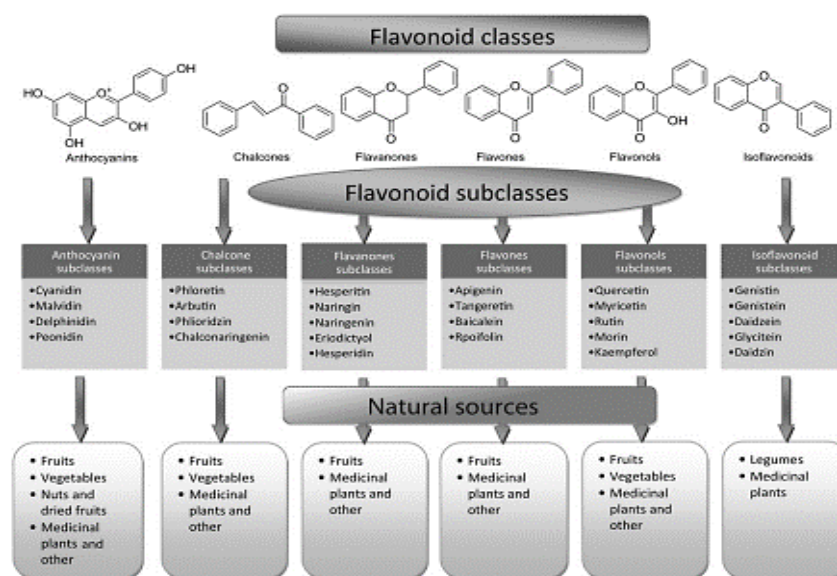 Flavonoid classes
OH
O+
HO
OH
OH
Anthocyanins
O
Chalcones
O
O
Flavanones
O
O
Flavones
O
OH
O
Flavonols
O
O
Isoflavonoids
Flavonoid subclasses
Anthocyanin
subclasses
•Cyanidin
•Malvidin
•Delphinidin
•Peonidin
Chalcone
subclasses
•Phloretin
•Arbutin
•Phlioridzin
•Chalconaringenin
Flavanones
subclasses
•Hesperitin
•Naringin
•Naringenin
•Eriodictyol
•Hesperidin
Flavones
subclasses
•Apigenin
•Tangeretin
•Baicalein
•Rpoifolin
Flavonols
subclasses
•Quercetin
•Myricetin
•Rutin
•Morin
•Kaempferol
Isoflavonoid
subclasses
•Genistin
•Genistein
•Daidzein
•Glycitein
•Daidzin
Natural sources
• Fruits
• Vegetables
• Nuts and
dried fruits
• Medicinal
plants and
other
• Fruits
• Vegetables
• Medicinal
plants and
other
• Fruits
• Medicinal
plants and
other
• Fruits
• Medicinal
plants and
other
• Fruits
• Vegetables
• Medicinal
plants and
other
• Legumes
• Medicinal
plants